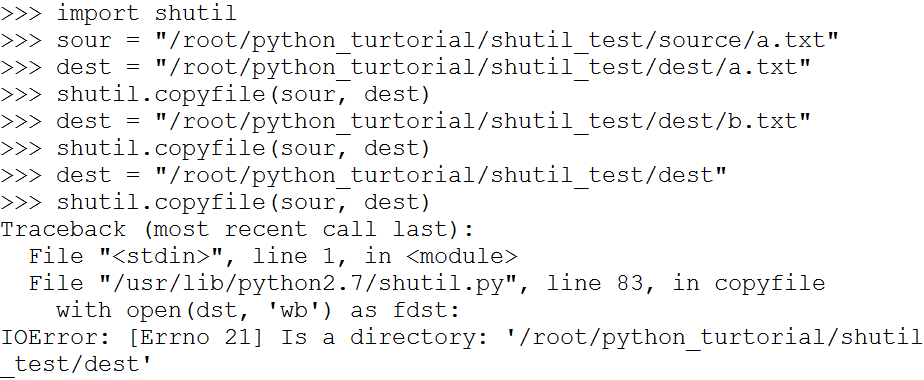 >>> import shutil
>>> sour = "/root/python_turtorial/shutil_test/source/a.txt"
>>> dest = "/root/python_turtorial/shutil_test/dest/a.txt"
>>> shutil.copyfile(sour, dest)
>>> dest = "/root/python_turtorial/shutil_test/dest/b.txt"
>>> shutil.copyfile(sour, dest)
>>> dest = "/root/python_turtorial/shutil_test/dest"
>>> shutil.copyfile(sour, dest)
Traceback (most recent call last):
  File "<stdin>", line 1, in <module>
  File "/usr/lib/python2.7/shutil.py", line 83, in copyfile
    with open(dst, 'wb') as fdst:
IOError: [Errno 21] Is a directory: '/root/python_turtorial/shutil
_test/dest'